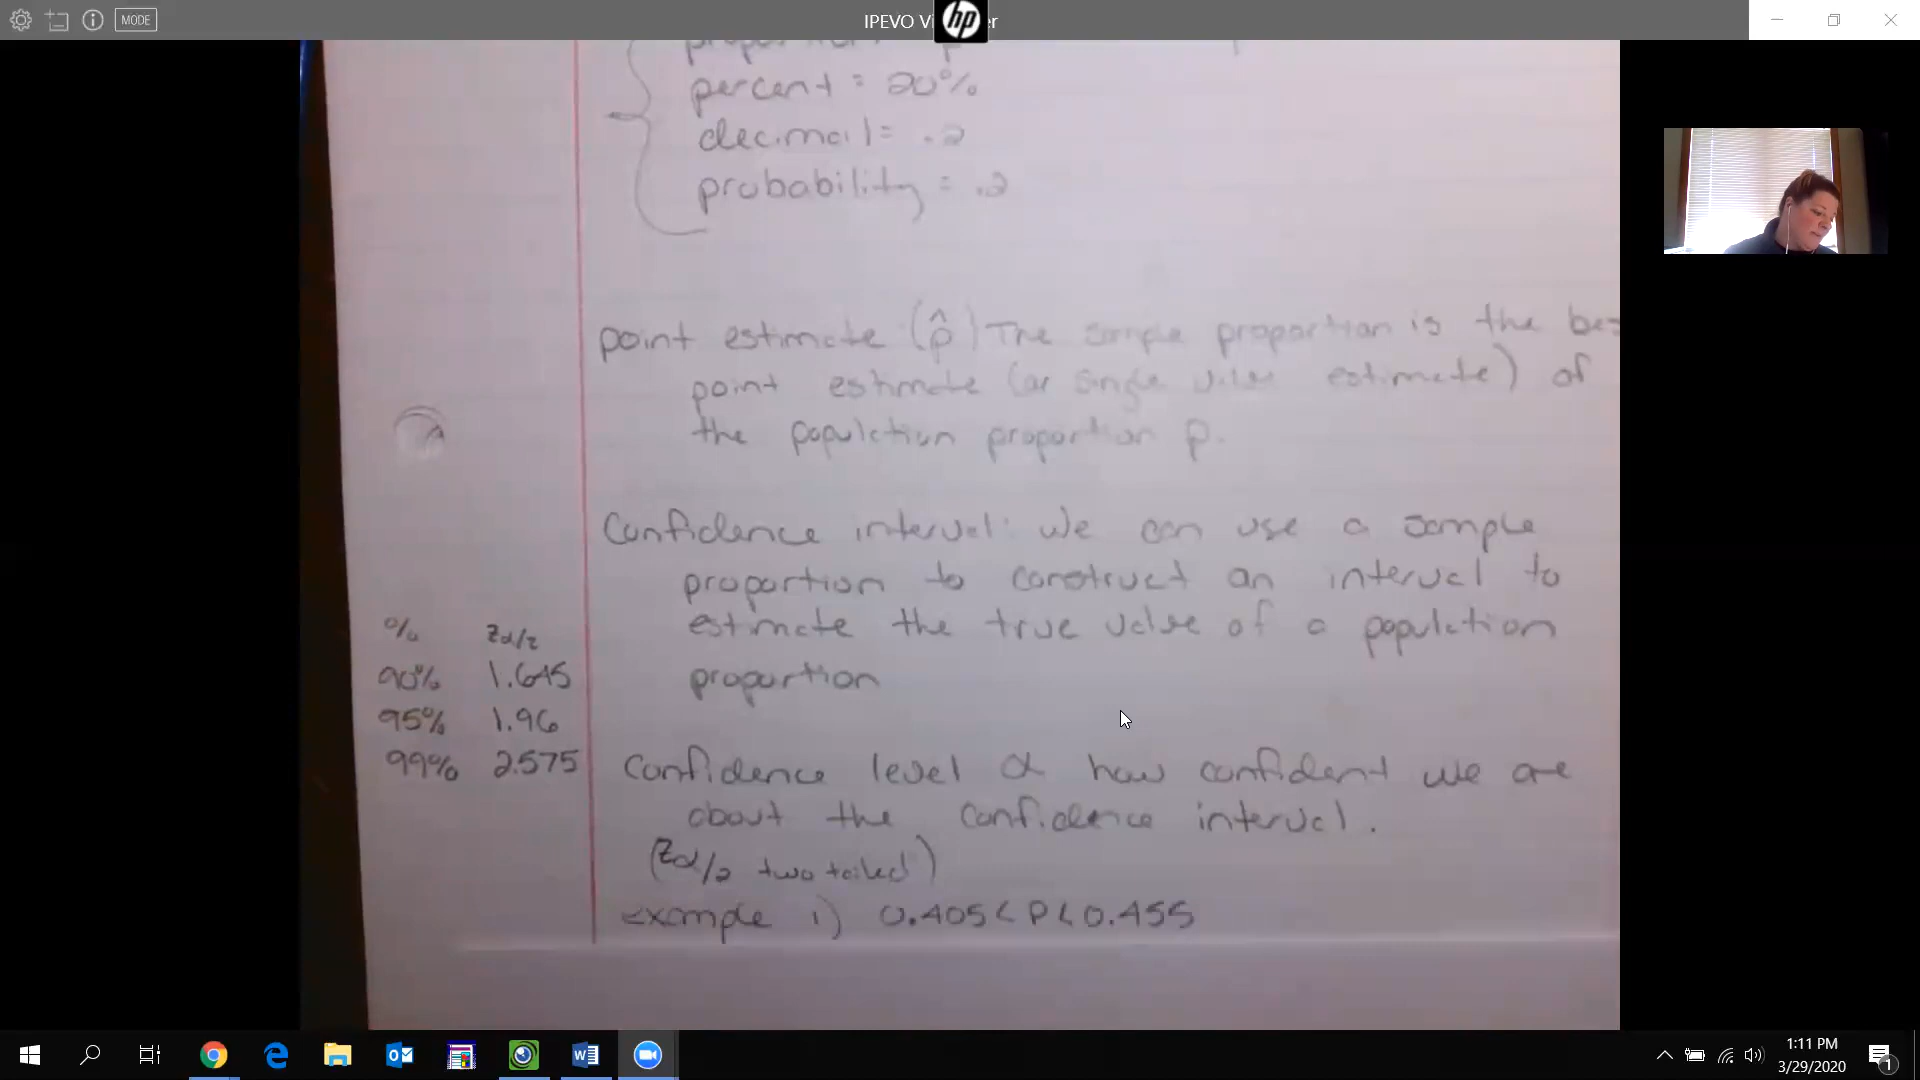 MODE
IPEVO Vi er
hp
percent = 20%
decimal = .2
probability = .2
point estimate (p̂) The sample proportion is the
point estimate (or single value estimate) of
the population proportion p.
Confidence interval: we can use a sample
proportion to construct an interval to
estimate the true value of a population
proportion
% Zα/2
90% 1.645
95% 1.96
99% 2.575
Confidence level α how confident we are
about the confidence interval.
(Zα/2 two tailed)
example 1) 0.405 < P < 0.455
1:11 PM
3/29/2020
1